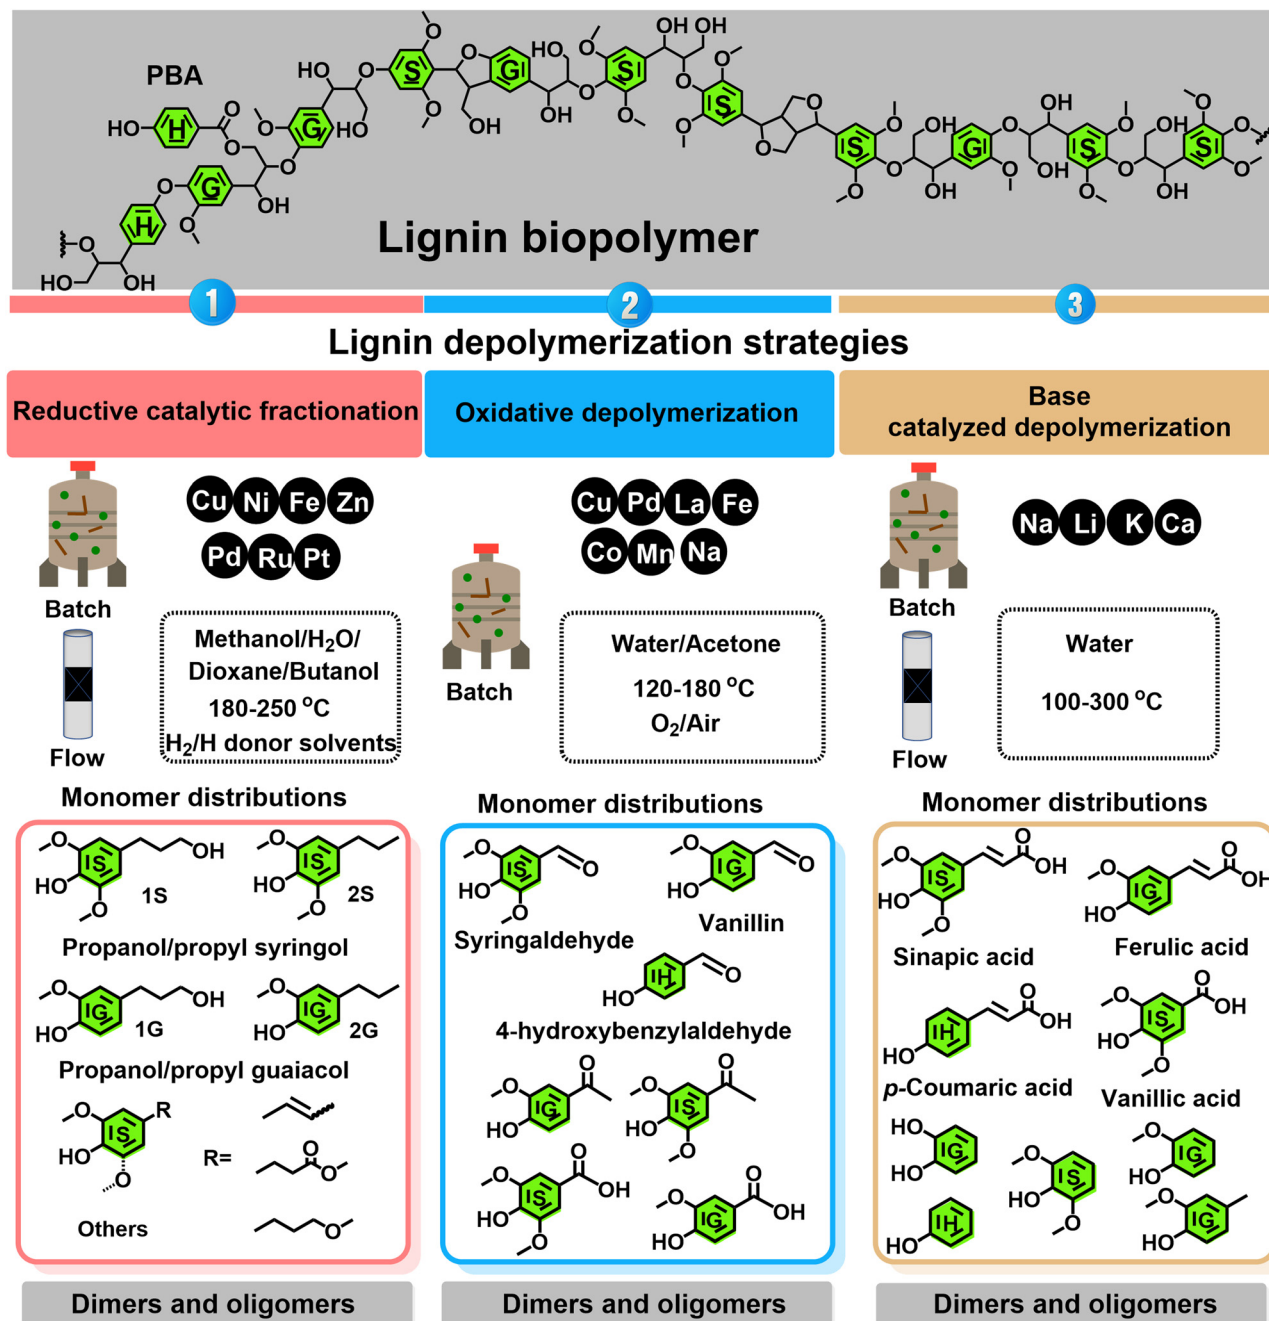 PBA
Lignin biopolymer
1
2
3
Lignin depolymerization strategies
Reductive catalytic fractionation
Cu Ni Fe Zn
Pd Ru Pt
Batch
Flow
Methanol/H₂O/
Dioxane/Butanol
180-250 °C
H₂/H donor solvents
Monomer distributions
1S
2S
Propanol/propyl syringol
1G
2G
Propanol/propyl guaiacol
R
R=
Others
Dimers and oligomers
Oxidative depolymerization
Cu Pd La Fe
Co Mn Na
Batch
Water/Acetone
120-180 °C
O₂/Air
Monomer distributions
Syringaldehyde
Vanillin
4-hydroxybenzylaldehyde
Dimers and oligomers
Base
catalyzed depolymerization
Na Li K Ca
Batch
Flow
Water
100-300 °C
Monomer distributions
Sinapic acid
Ferulic acid
p-Coumaric acid
Vanillic acid
Dimers and oligomers